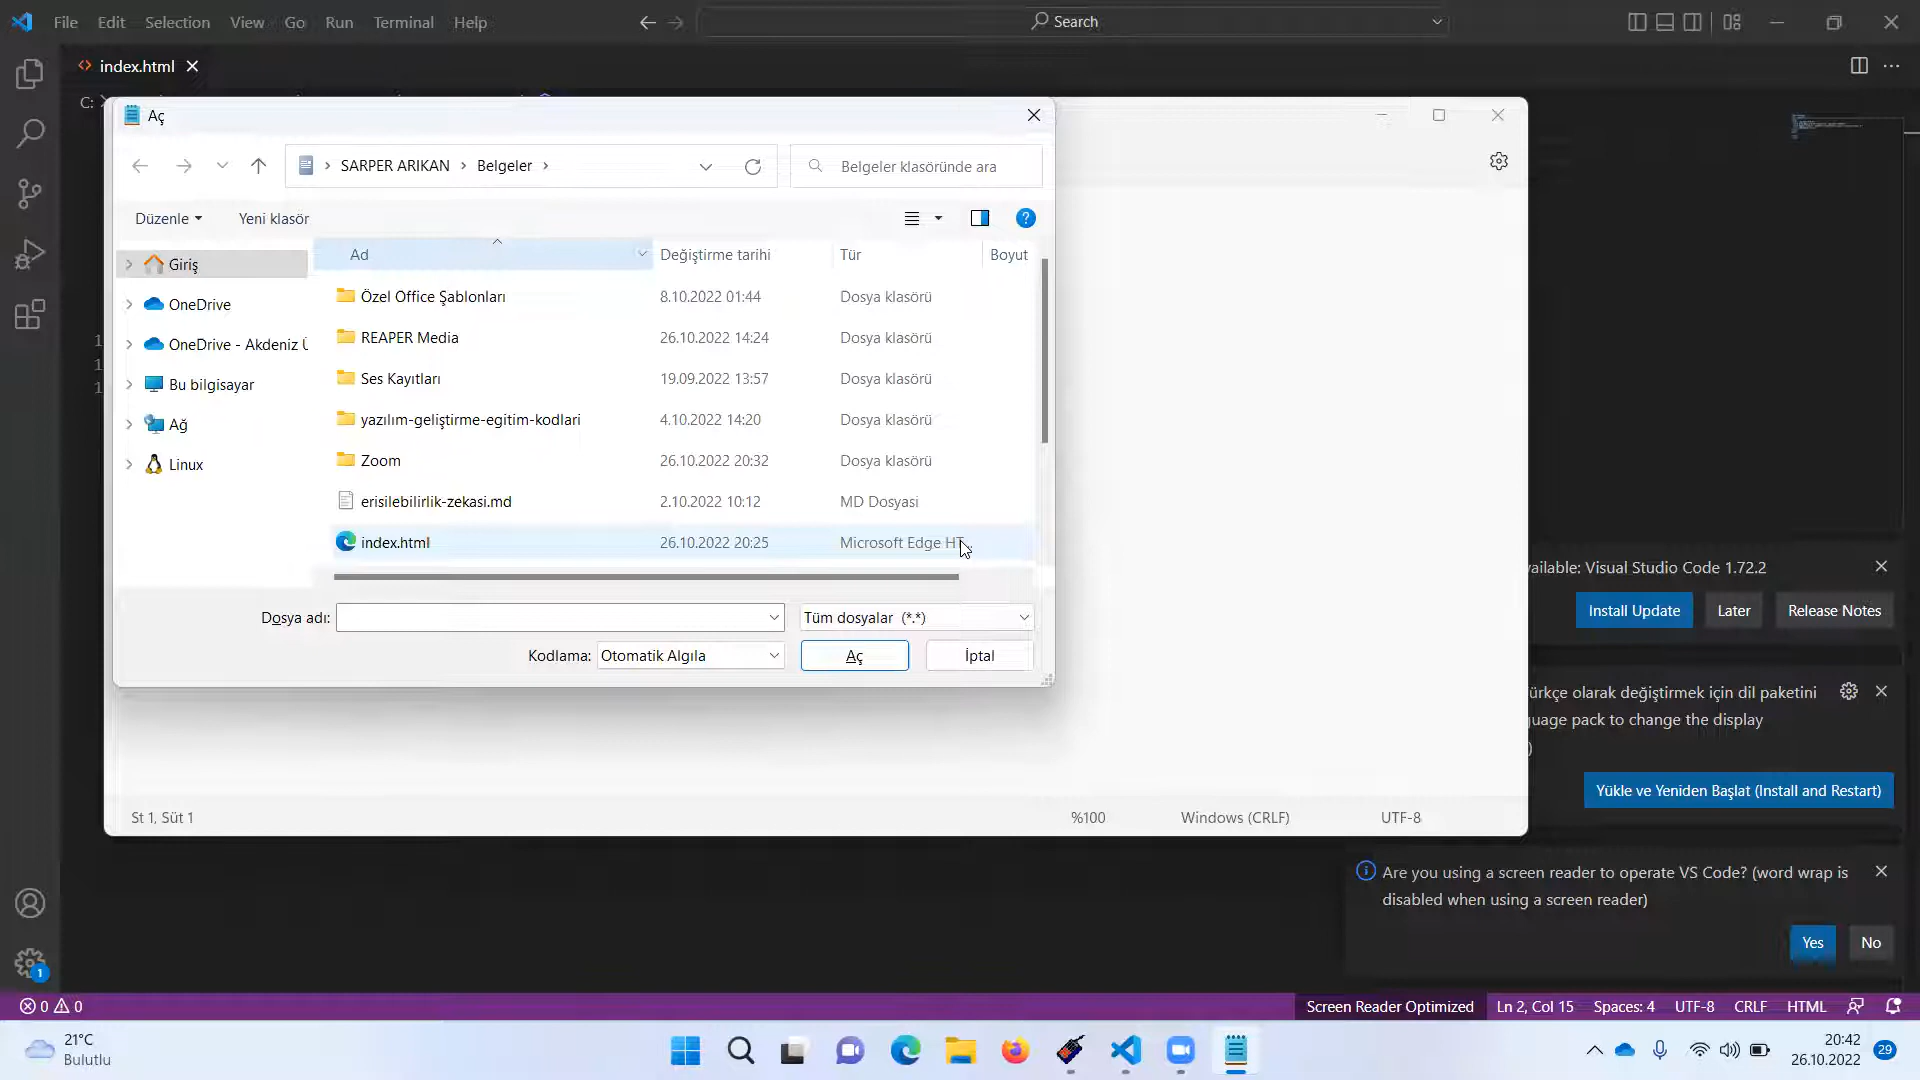 File Edit Selection View Go Run Terminal Help
Search
index.html
C:
Aç
SARPER ARIKAN > Belgeler >
Belgeler klasöründe ara
Düzenle
Yeni klasör
Ad Değiştirme tarihi Tür Boyut
Giriş
OneDrive
OneDrive - Akdeniz Ü
Bu bilgisayar
Ağ
Linux
Özel Office Şablonları 8.10.2022 01:44 Dosya klasörü
REAPER Media 26.10.2022 14:24 Dosya klasörü
Ses Kayıtları 19.09.2022 13:57 Dosya klasörü
yazılım-geliştirme-egitim-kodlari 4.10.2022 14:20 Dosya klasörü
Zoom 26.10.2022 20:32 Dosya klasörü
erisilebilirlik-zekasi.md 2.10.2022 10:12 MD Dosyasi
index.html 26.10.2022 20:25 Microsoft Edge HT...
Dosya adı:
Tüm dosyalar (*.*)
Kodlama: Otomatik Algıla
Aç
İptal
1
1
1
St 1, Süt 1
%100
Windows (CRLF)
UTF-8
Visual Studio Code 1.72.2
Install Update Later Release Notes
olarak değiştirmek için dil paketini
pack to change the display
)
Yükle ve Yeniden Başlat (Install and Restart)
Are you using a screen reader to operate VS Code? (word wrap is
disabled when using a screen reader)
Yes No
1
0 0
Screen Reader Optimized Ln 2, Col 15 Spaces: 4 UTF-8 CRLF HTML
21°C
Bulutlu
20:42
26.10.2022
29